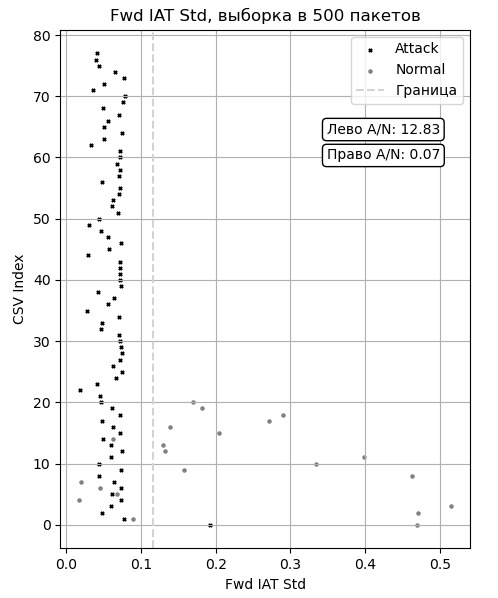 Fwd IAT Std, выборка в 500 пакетов
80
70
60
50
40
30
20
10
0
CSV Index
Attack
Normal
Граница
Лево A/N: 12.83
Право A/N: 0.07
0.0 0.1 0.2 0.3 0.4 0.5
Fwd IAT Std